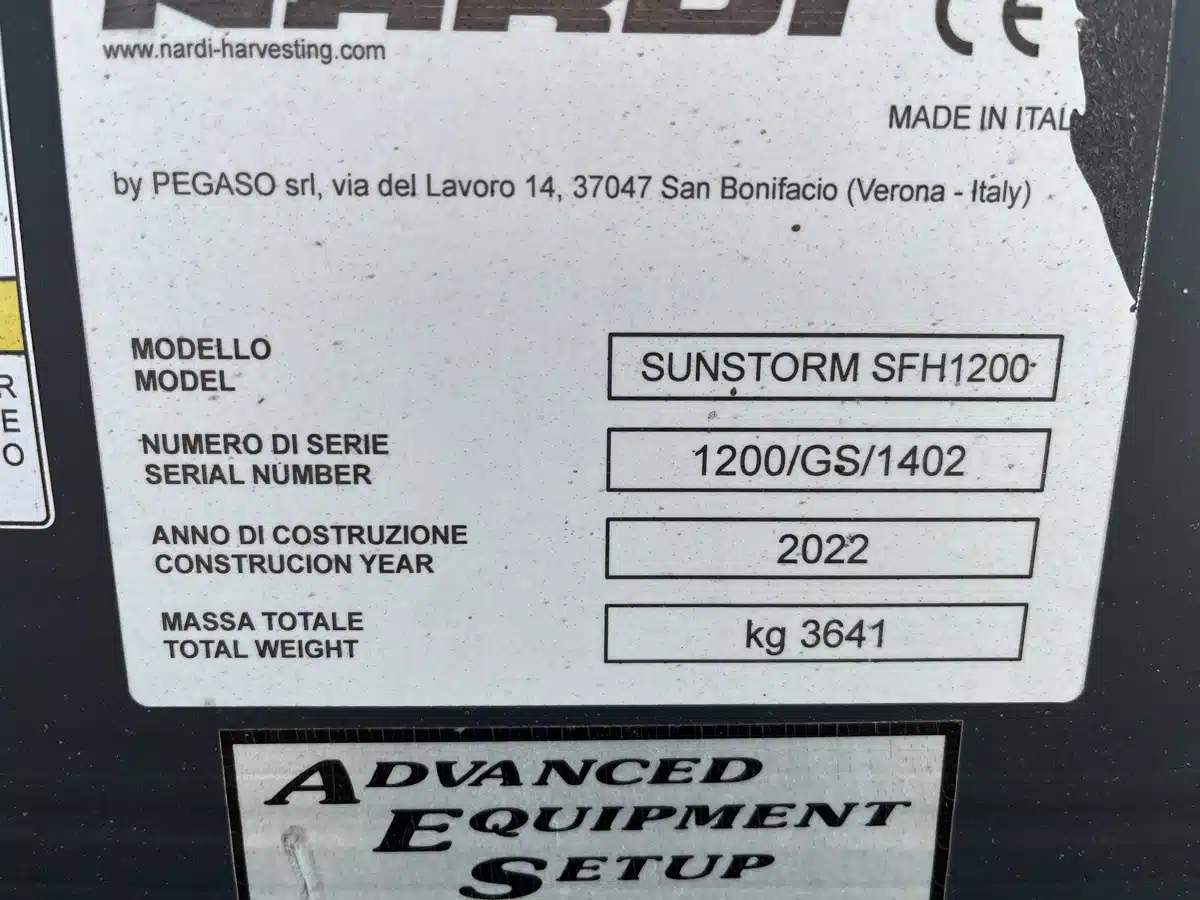 NARDI CE
www.nardi-harvesting.com
MADE IN ITAL
by PEGASO srl, via del Lavoro 14, 37047 San Bonifacio (Verona - Italy)
MODELLO
MODEL
SUNSTORM SFH1200
NUMERO DI SERIE
SERIAL NUMBER
1200/GS/1402
ANNO DI COSTRUZIONE
CONSTRUCION YEAR
2022
MASSA TOTALE
TOTAL WEIGHT
kg 3641
R
E
O
ADVANCED
EQUIPMENT
SETUP